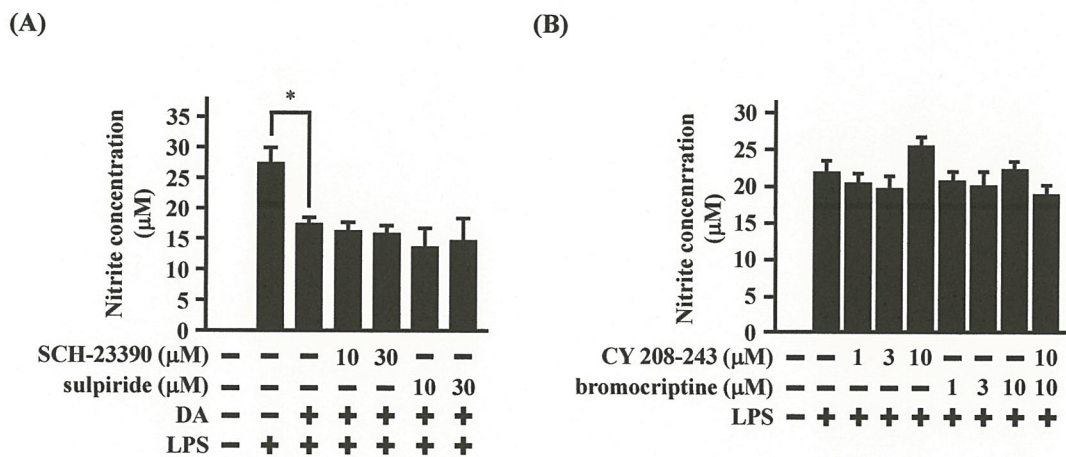 (A)
*
Nitrite concentration
(μM)
35
30
25
20
15
10
5
0
SCH-23390 (μM) – – – 10 30 – –
sulpiride (μM) – – – – – 10 30
DA – – + + + + +
LPS – + + + + + +
(B)
Nitrite concenrration
(μM)
30
25
20
15
10
5
0
CY 208-243 (μM) – – 1 3 10 – – – 10
bromocriptine (μM) – – – – – 1 3 10 10
LPS – + + + + + + + +